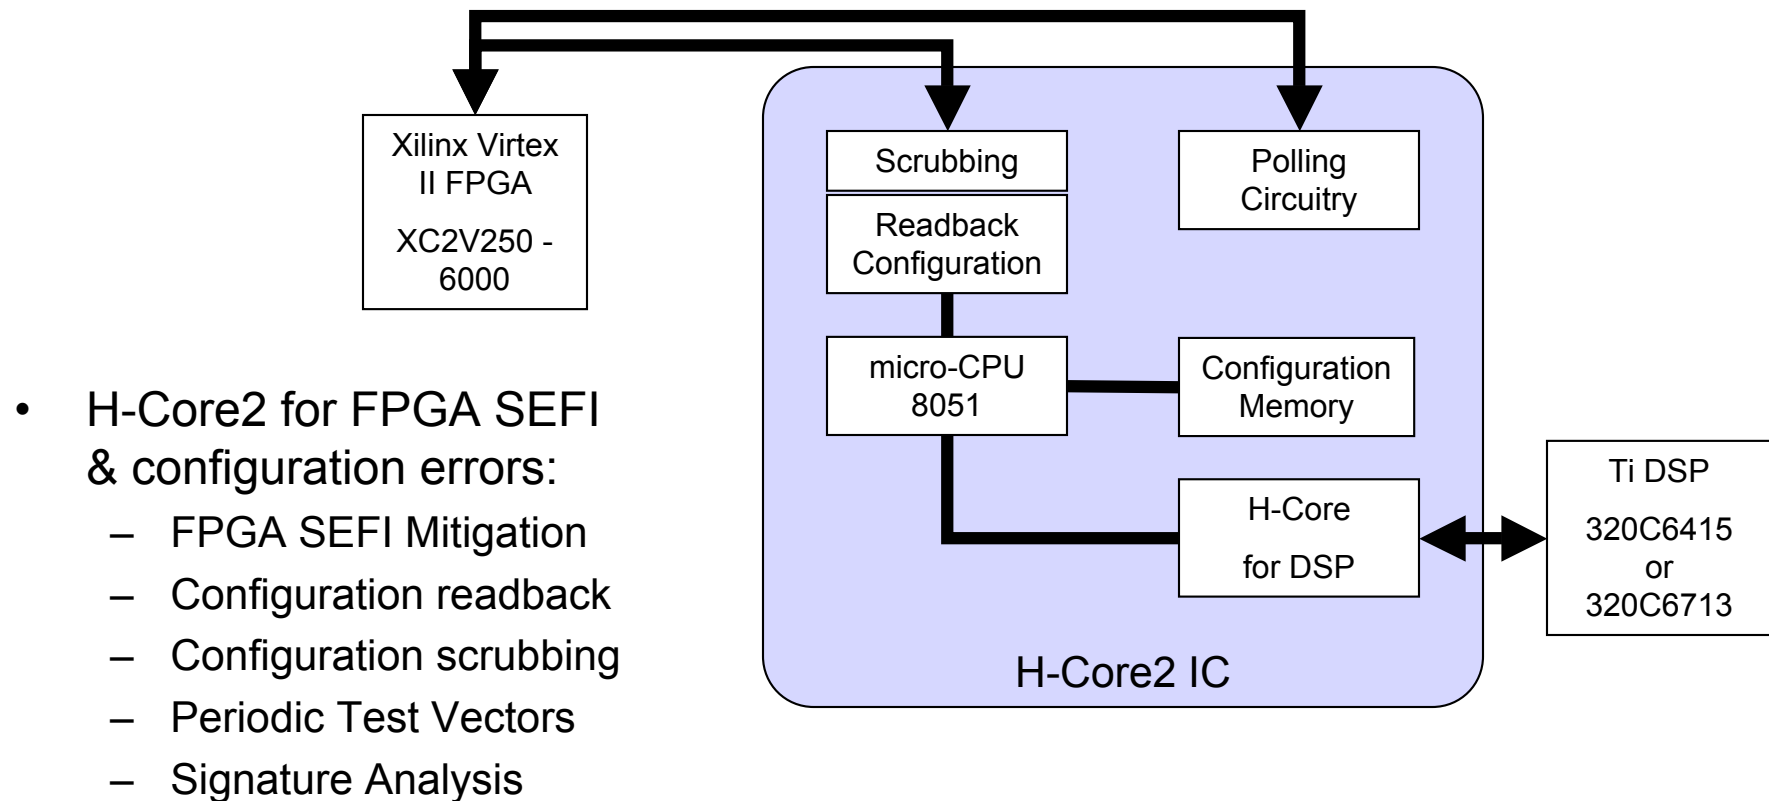 Xilinx Virtex
II FPGA
XC2V250 -
6000
Scrubbing
Readback
Configuration
Polling
Circuitry
micro-CPU
8051
Configuration
Memory
H-Core
for DSP
H-Core2 IC
Ti DSP
320C6415
or
320C6713
• H-Core2 for FPGA SEFI
& configuration errors:
– FPGA SEFI Mitigation
– Configuration readback
– Configuration scrubbing
– Periodic Test Vectors
– Signature Analysis